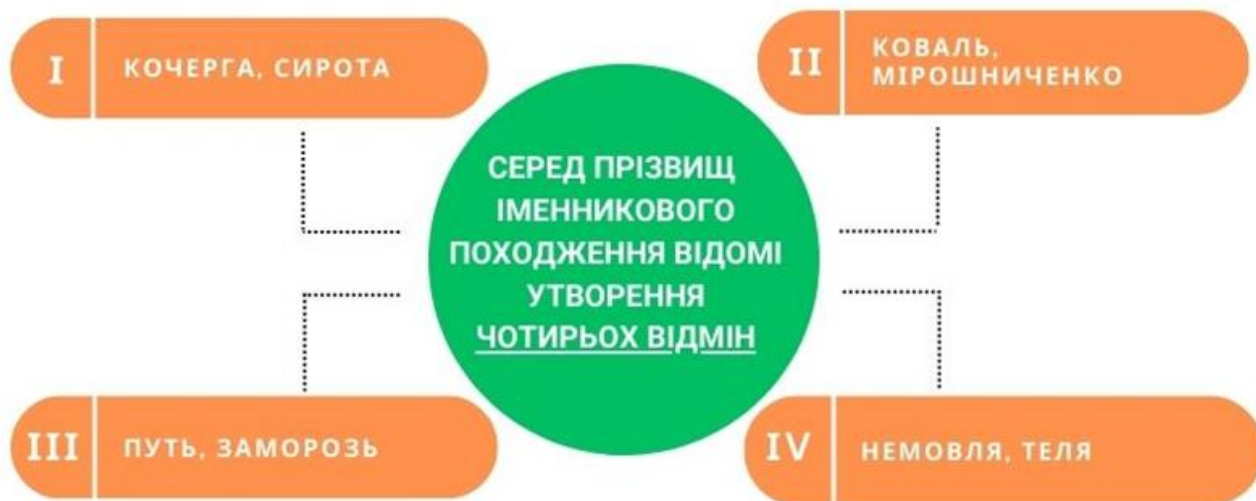 I
КОЧЕРГА, СИРОТА
II
КОВАЛЬ,
МІРОШНИЧЕНКО
СЕРЕД ПРІЗВИЩ
ІМЕННИКОВОГО
ПОХОДЖЕННЯ ВІДОМІ
УТВОРЕННЯ
ЧОТИРЬОХ ВІДМІН
III
ПУТЬ, ЗАМОРОЗЬ
IV
НЕМОВЛЯ, ТЕЛЯ